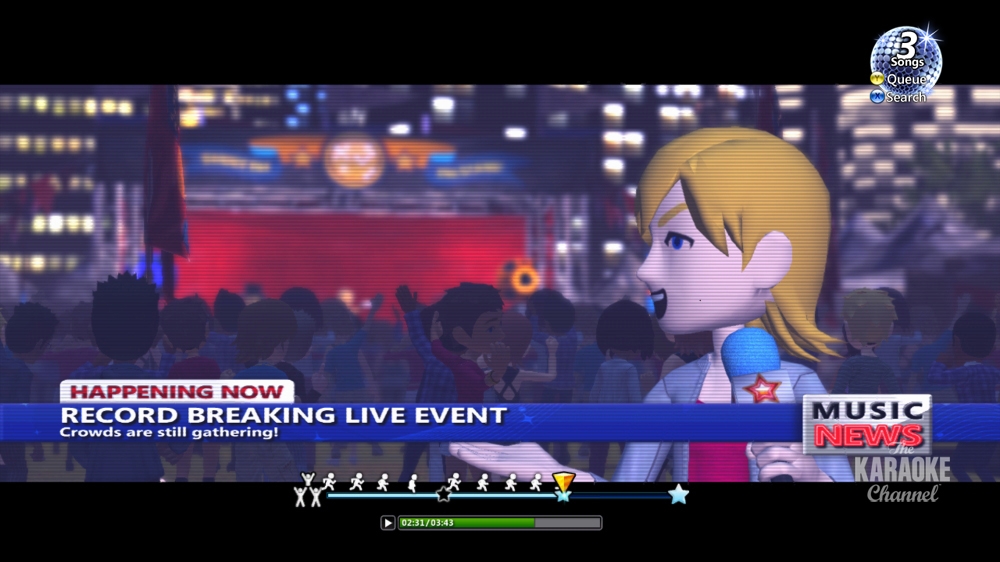 3
Songs
Y Queue
X Search
HAPPENING NOW
RECORD BREAKING LIVE EVENT
Crowds are still gathering!
MUSIC
NEWS
The
KARAOKE
Channel
02:31/03:43